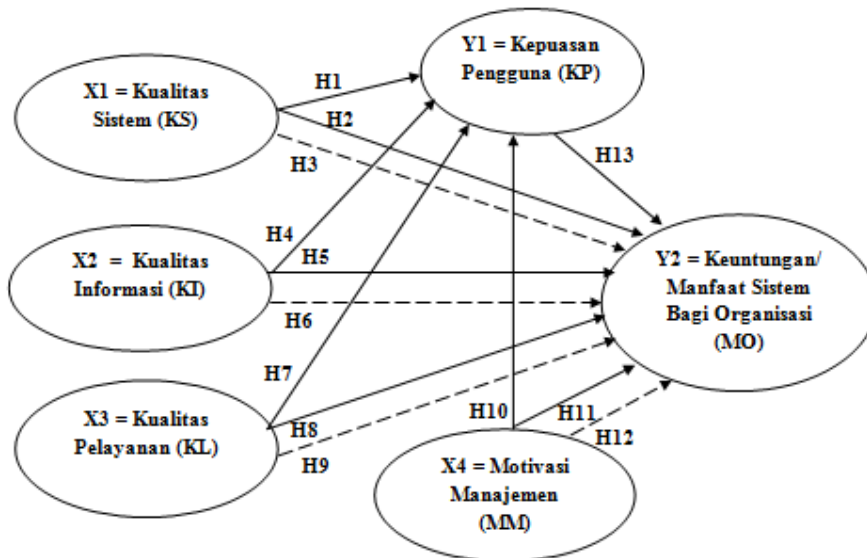 Y1 = Kepuasan
Pengguna (KP)
X1 = Kualitas
Sistem (KS)
H1
H2
H3
H13
X2 = Kualitas
Informasi (KI)
H4
H5
H6
Y2 = Keuntungan/
Manfaat Sistem
Bagi Organisasi
(MO)
H7
X3 = Kualitas
Pelayanan (KL)
H8
H9
H10
H11
H12
X4 = Motivasi
Manajemen
(MM)